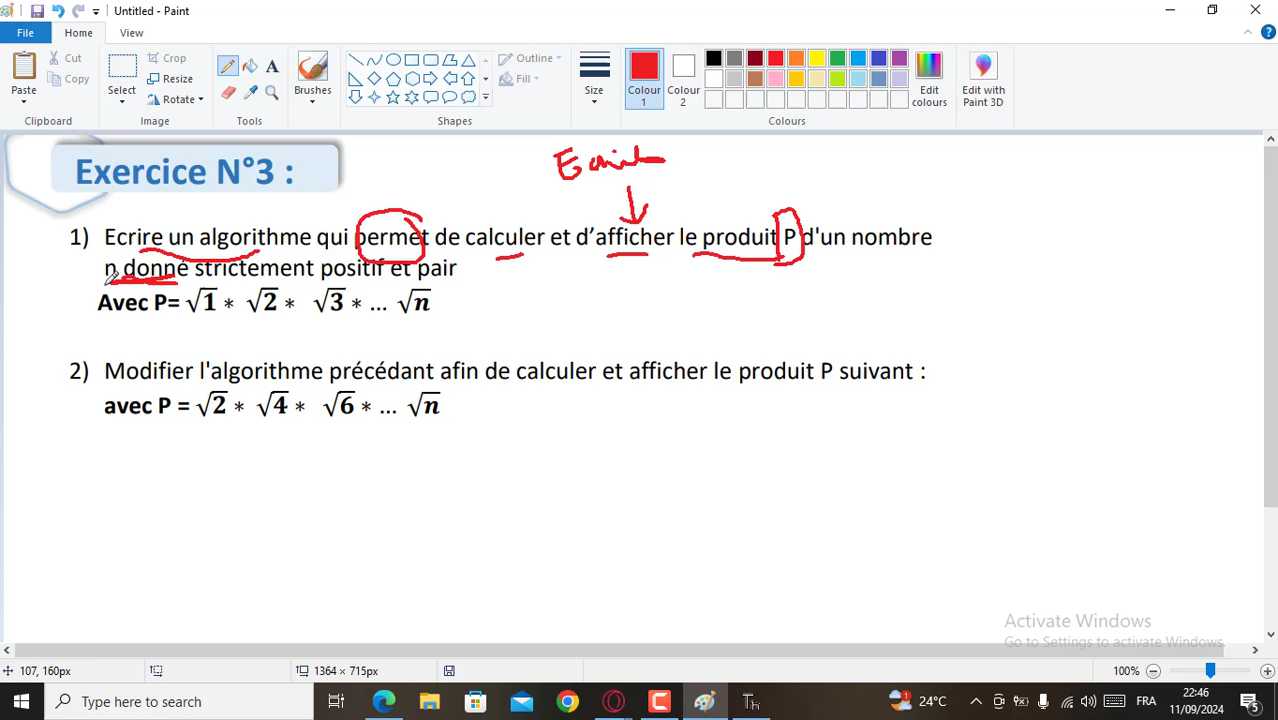 Untitled - Paint
File
Home
View
Paste
Cut
Copy
Clipboard
Select
Crop
Resize
Rotate
Image
A
Tools
Brushes
Outline
Fill
Shapes
Size
Colour 1
Colour 2
Edit colours
Edit with Paint 3D
Colours
Exercice N°3 :
1) Ecrire un algorithme qui permet de calculer et d’afficher le produit P d'un nombre
n donné strictement positif et pair
Avec P= √1 * √2 * √3 * ... √n
2) Modifier l'algorithme précédant afin de calculer et afficher le produit P suivant :
avec P = √2 * √4 * √6 * ... √n
Activate Windows
Go to Settings to activate Windows.
107, 160px
1364 × 715px
100%
Type here to search
Th
1
24°C
FRA
22:46
11/09/2024
5